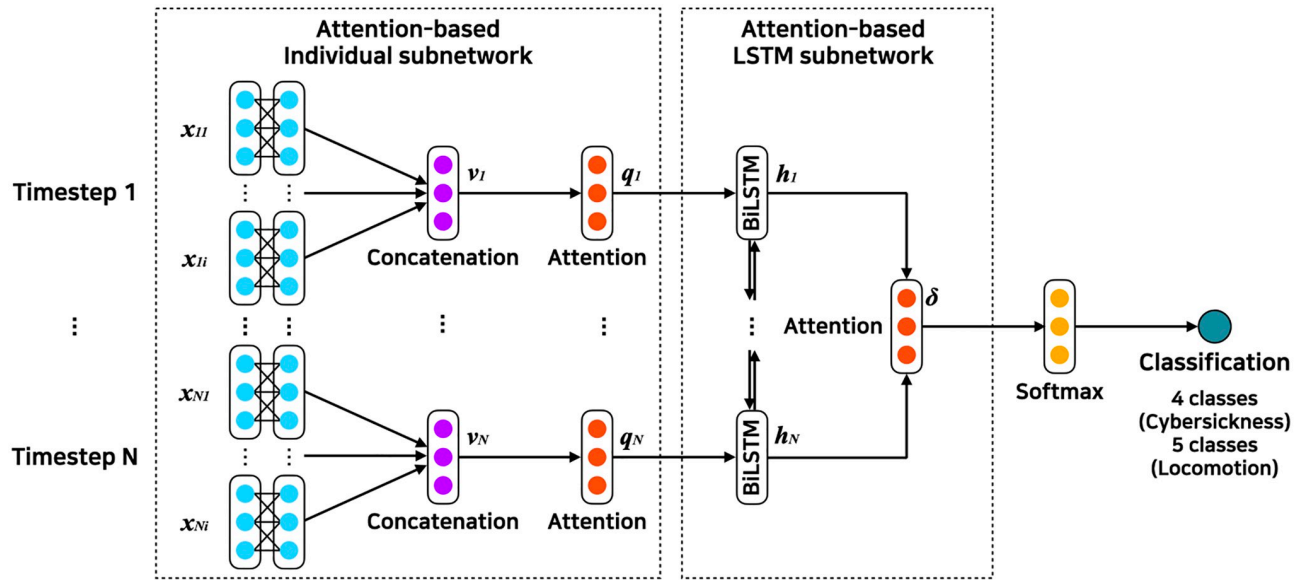 Attention-based
Individual subnetwork
Attention-based
LSTM subnetwork
x11
...
x1i
Timestep 1
v1
Concatenation
q1
Attention
BiLSTM
h1
⋮
...
...
⋮
⋮
...
Attention
δ
Softmax
Classification
4 classes
(Cybersickness)
5 classes
(Locomotion)
xN1
...
xNi
Timestep N
vN
Concatenation
qN
Attention
BiLSTM
hN